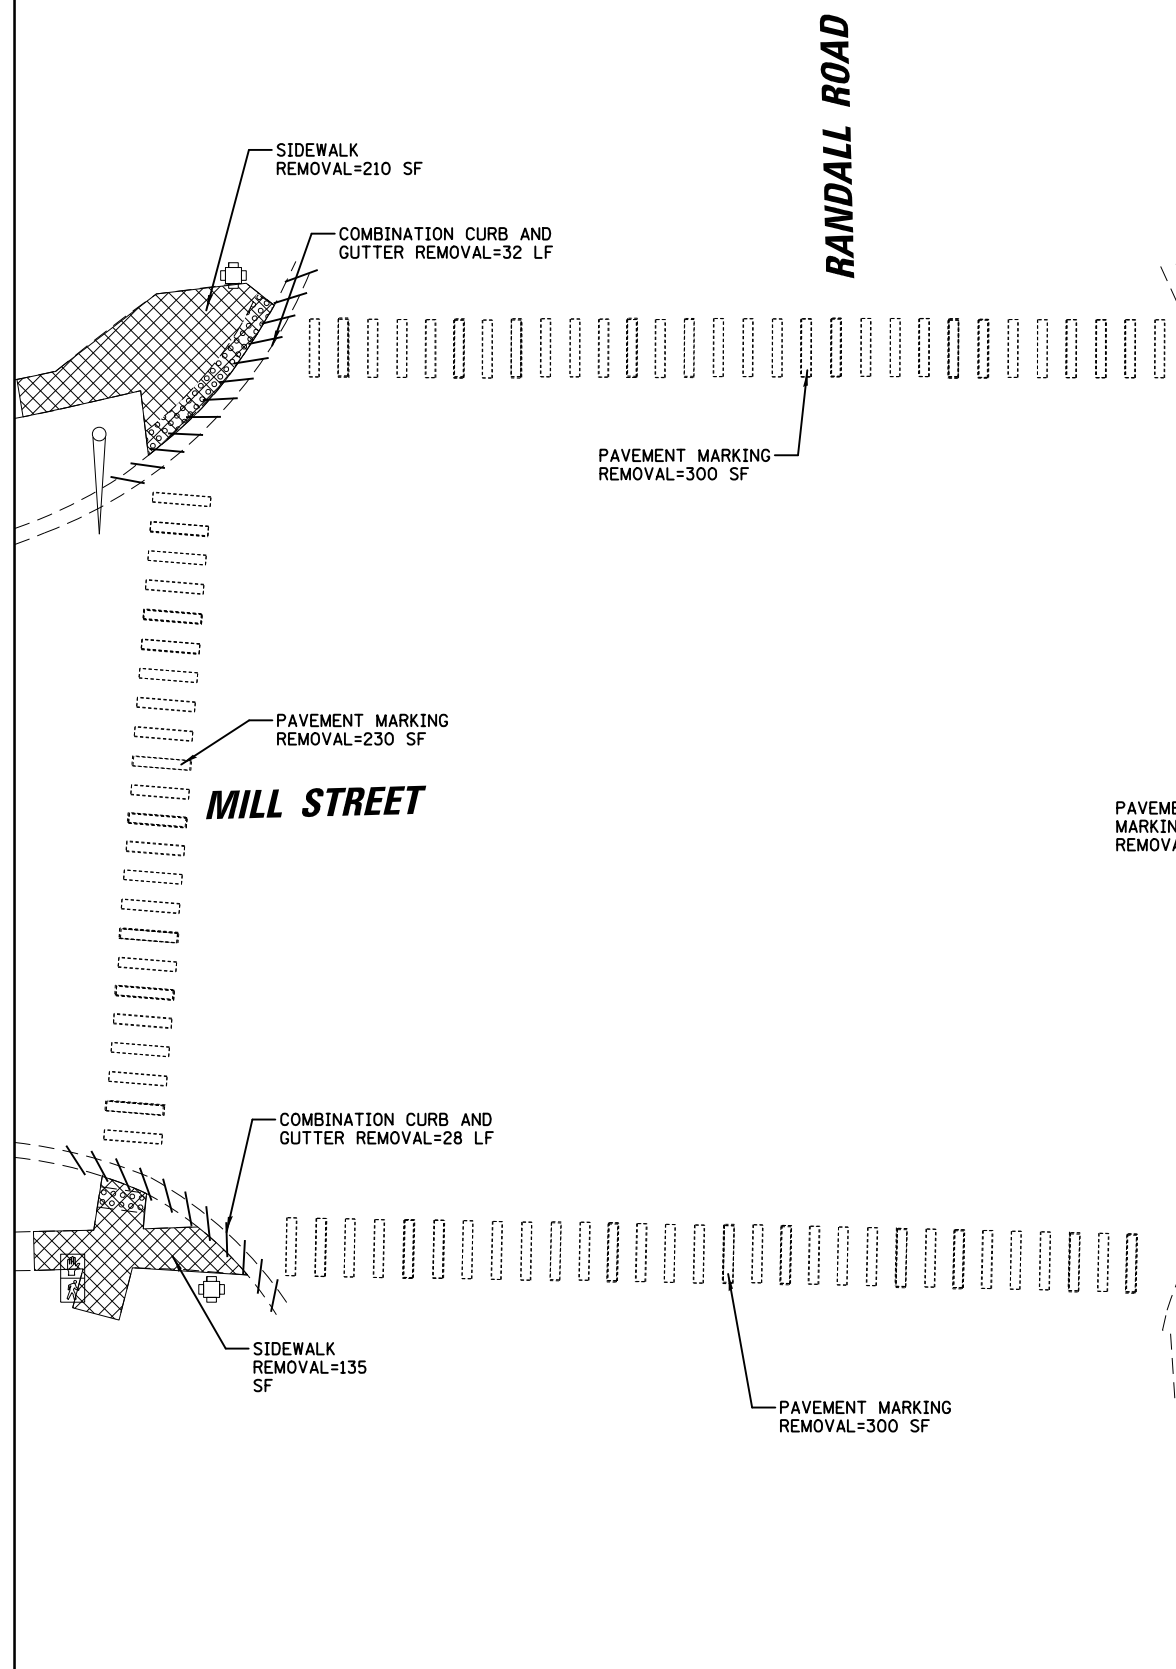 RANDALL ROAD
SIDEWALK
REMOVAL=210 SF
COMBINATION CURB AND
GUTTER REMOVAL=32 LF
PAVEMENT MARKING
REMOVAL=300 SF
PAVEMENT MARKING
REMOVAL=230 SF
MILL STREET
COMBINATION CURB AND
GUTTER REMOVAL=28 LF
SIDEWALK
REMOVAL=135
SF
PAVEMENT MARKING
REMOVAL=300 SF